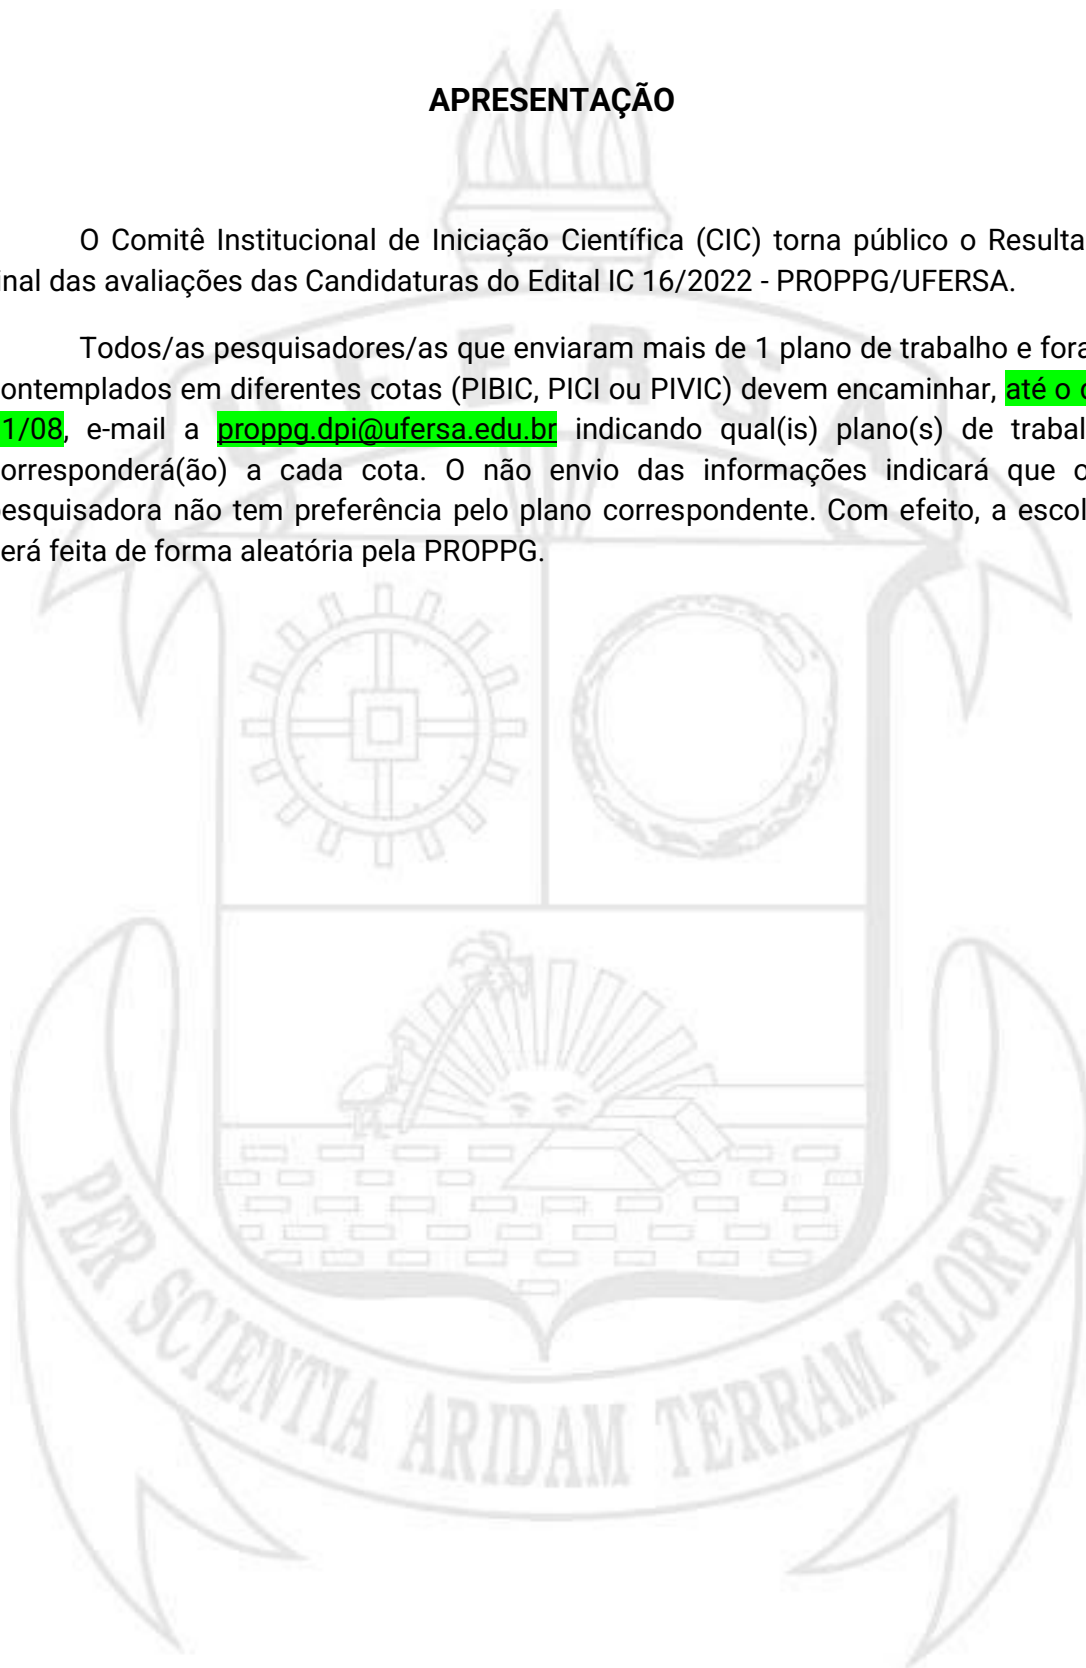 APRESENTAÇÃO
O Comitê Institucional de Iniciação Científica (CIC) torna público o Resulta
inal das avaliações das Candidaturas do Edital IC 16/2022 - PROPPG/UFERSA.
Todos/as pesquisadores/as que enviaram mais de 1 plano de trabalho e fora
ontemplados em diferentes cotas (PIBIC, PICI ou PIVIC) devem encaminhar, até o d
1/08, e-mail a proppg.dpi@ufersa.edu.br indicando qual(is) plano(s) de trabal
orresponderá(ão) a cada cota. O não envio das informações indicará que o
esquisadora não tem preferência pelo plano correspondente. Com efeito, a escol
erá feita de forma aleatória pela PROPPG.
UFERSA
PER SCIENTIA ARIDAM TERRAM FLORET